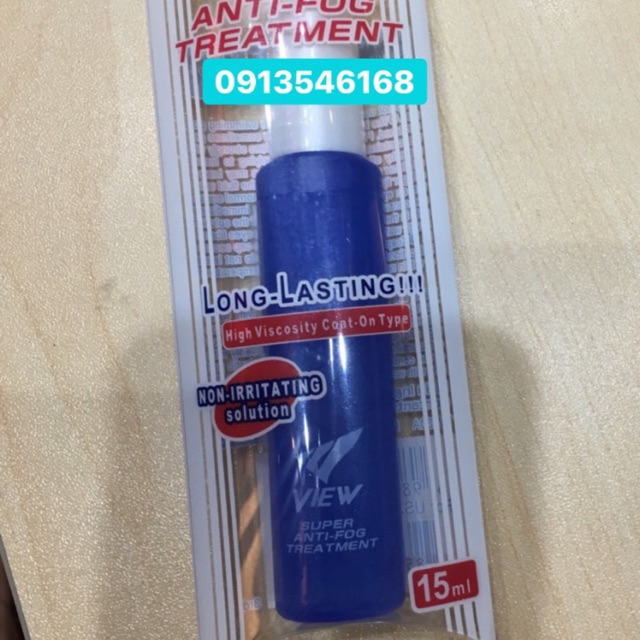 ANTI-FOG
TREATMENT
0913546168
LONG-LASTING!!!
High Viscosity Coat-On Type
NON-IRRITATING
solution
VIEW
SUPER
ANTI-FOG
TREATMENT
15ml